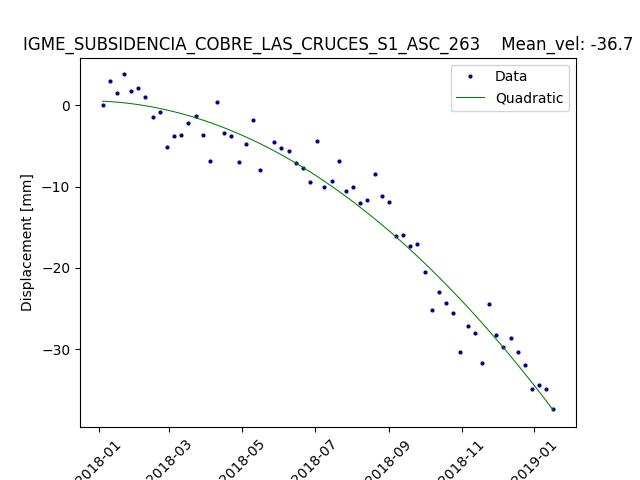 IGME_SUBSIDENCIA_COBRE_LAS_CRUCES_S1_ASC_263    Mean_vel: -36.7
Data
Quadratic
Displacement [mm]
0
−10
−20
−30
2018-01
2018-03
2018-05
2018-07
2018-09
2018-11
2019-01